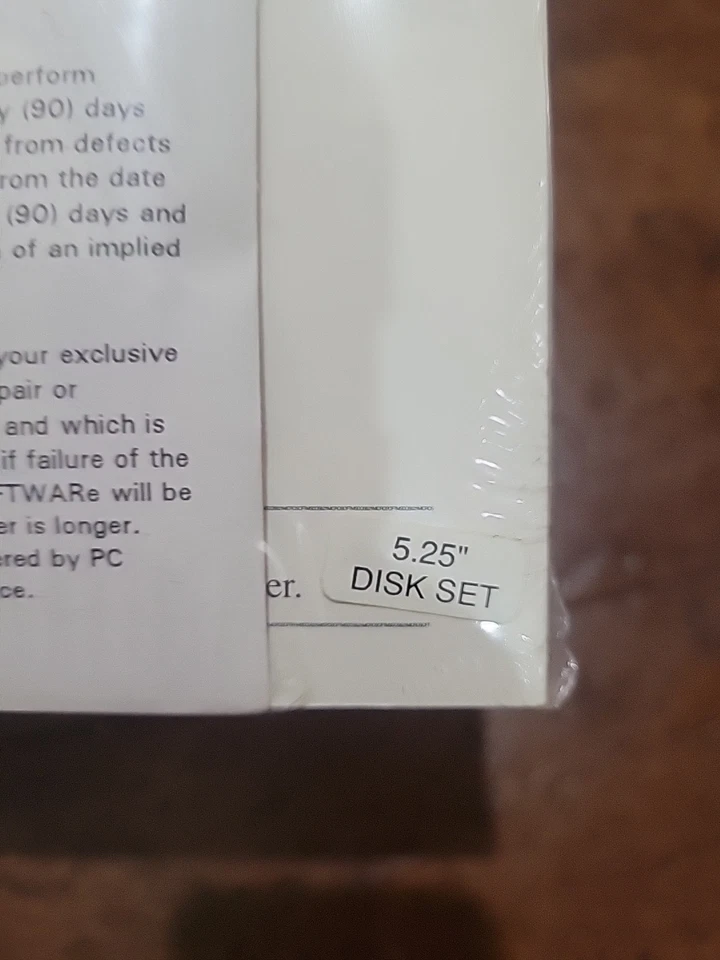 perform
y (90) days
from defects
rom the date
(90) days and
of an implied
your exclusive
pair or
and which is
if failure of the
FTWARe will be
er is longer.
ered by PC
ce.
er.
5.25"
DISK SET